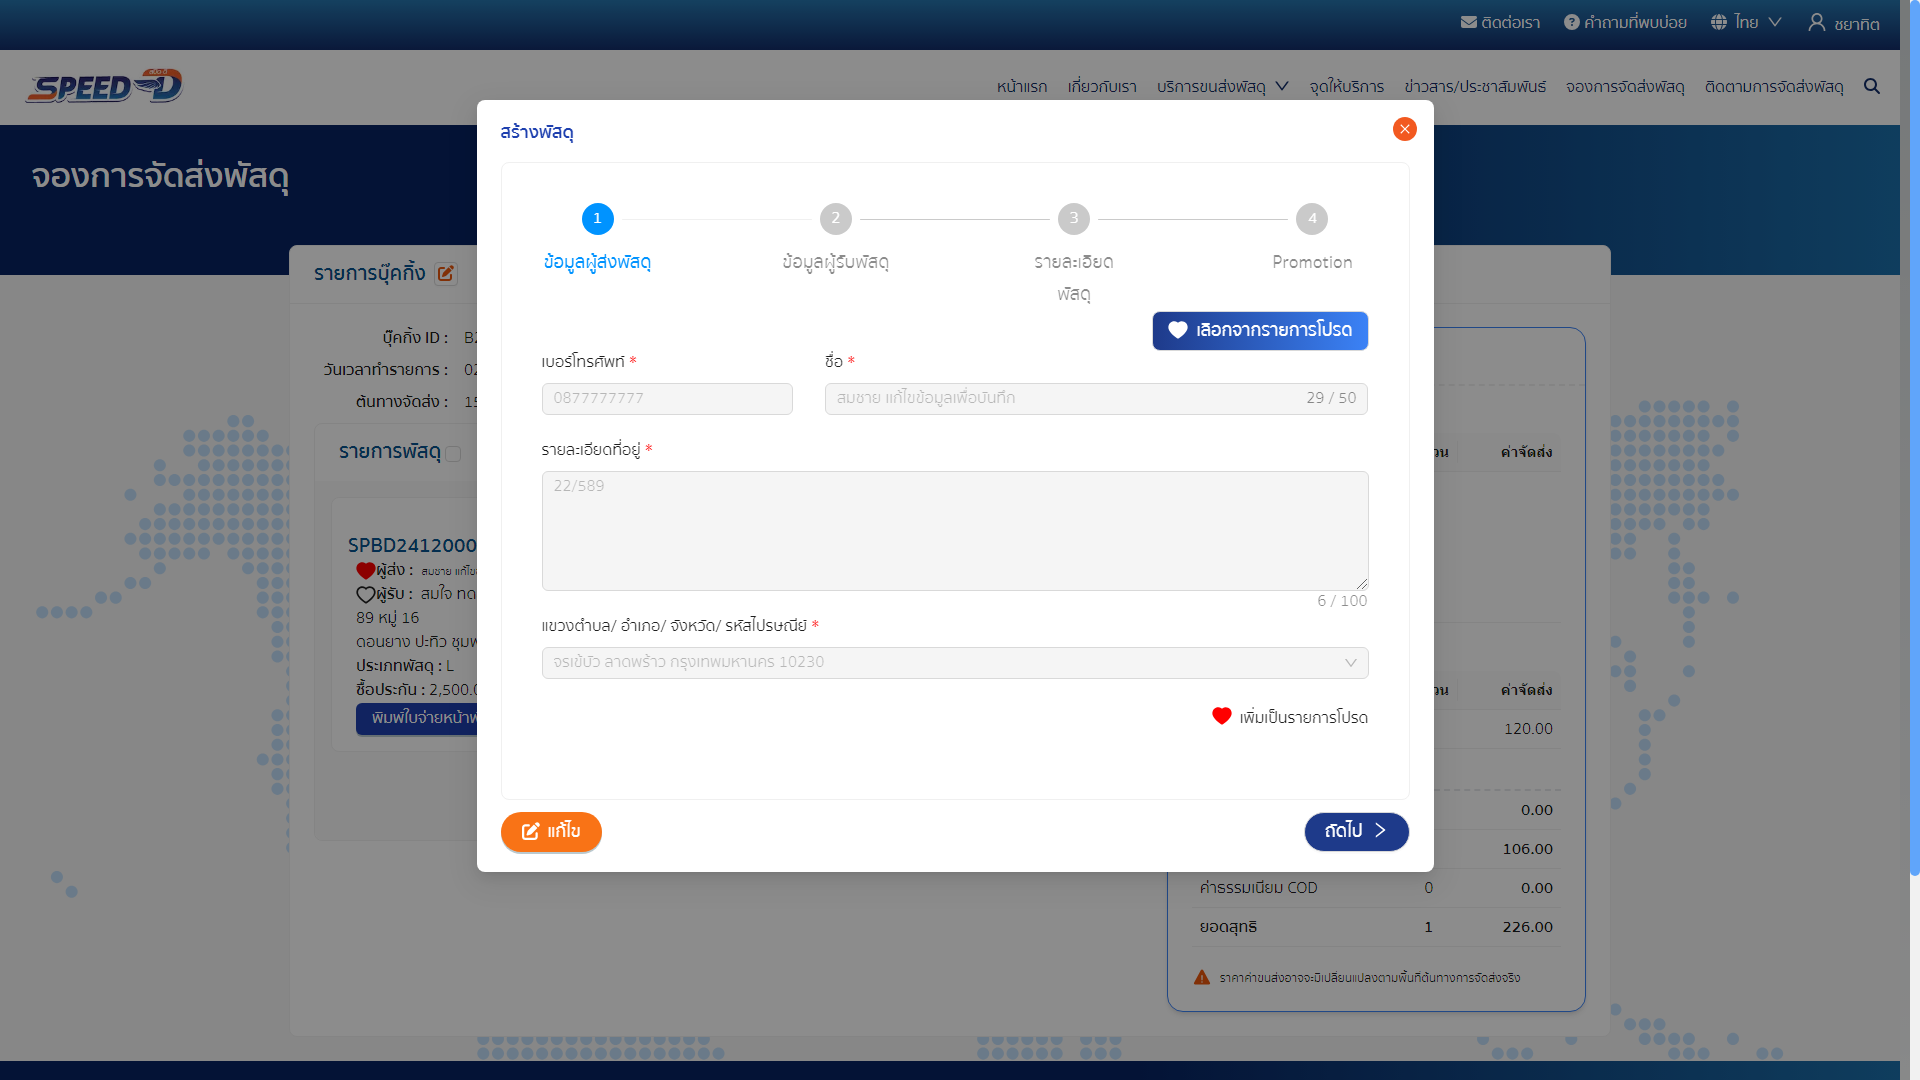 ติดต่อเรา คำถามที่พบบ่อย ไทย ชยาทิต
สปีด ดี
SPEED D
หน้าแรก เกี่ยวกับเรา บริการขนส่งพัสดุ จุดให้บริการ ข่าวสาร/ประชาสัมพันธ์ จองการจัดส่งพัสดุ ติดตามการจัดส่งพัสดุ
จองการจัดส่งพัสดุ
สร้างพัสดุ
1 2 3 4
ข้อมูลผู้ส่งพัสดุ ข้อมูลผู้รับพัสดุ รายละเอียด Promotion
พัสดุ
เลือกจากรายการโปรด
เบอร์โทรศัพท์ * ชื่อ *
0877777777 สมชาย แก้ไขข้อมูลเพื่อบันทึก 29 / 50
รายละเอียดที่อยู่ *
22/589
6 / 100
แขวงตำบล/ อำเภอ/ จังหวัด/ รหัสไปรษณีย์ *
จรเข้บัว ลาดพร้าว กรุงเทพมหานคร 10230
เพิ่มเป็นรายการโปรด
แก้ไข ถัดไป
รายการบุ๊คกิ้ง
บุ๊คกิ้ง ID :
วันเวลาทำรายการ : 02
ต้นทางจัดส่ง : 15
รายการพัสดุ
SPBD2412000
ผู้ส่ง : สมชาย แก้ไข
ผู้รับ : สมใจ ทด
89 หมู่ 16
ดอนยาง ปะทิว ชุมพ
ประเภทพัสดุ : L
ซื้อประกัน : 2,500.0
พิมพ์ใบจ่ายหน้าพ
วน ค่าจัดส่ง
วน ค่าจัดส่ง
120.00
0.00
106.00
ค่าธรรมเนียม COD 0 0.00
ยอดสุทธิ 1 226.00
ราคาค่าขนส่งอาจจะมีเปลี่ยนแปลงตามพื้นที่ต้นทางการจัดส่งจริง